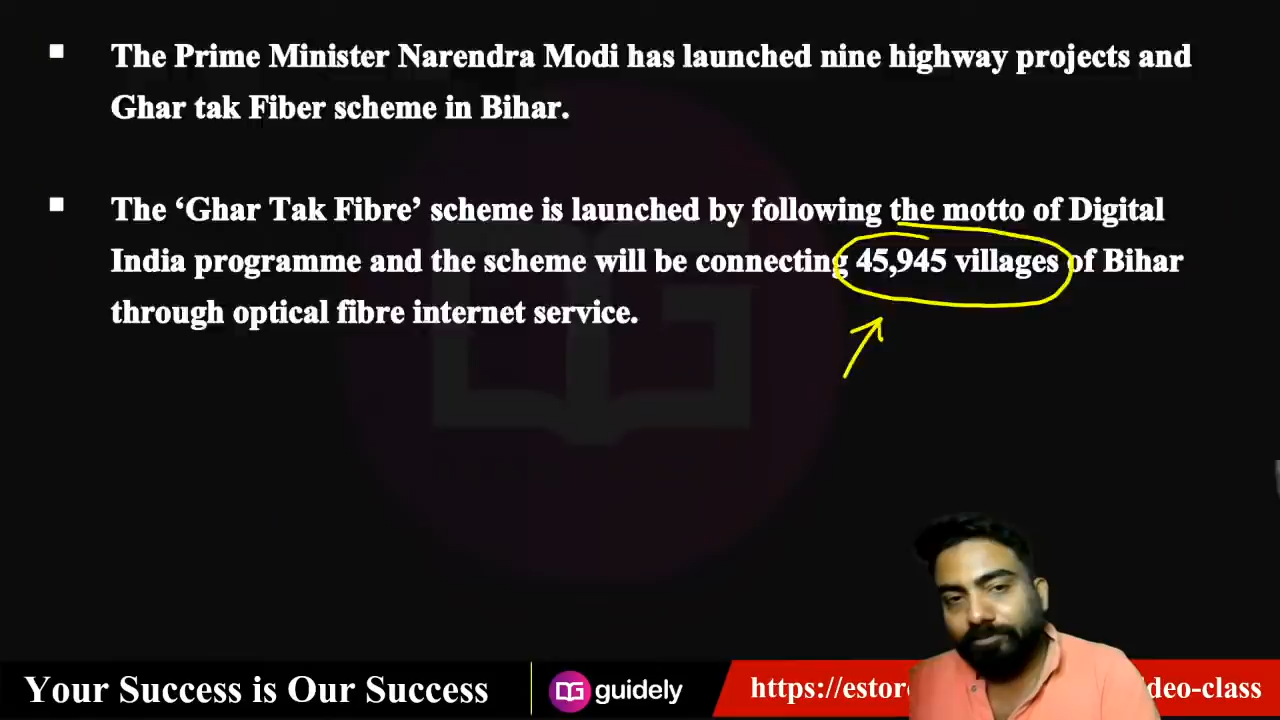 The Prime Minister Narendra Modi has launched nine highway projects and
Ghar tak Fiber scheme in Bihar.
The ‘Ghar Tak Fibre’ scheme is launched by following the motto of Digital
India programme and the scheme will be connecting 45,945 villages of Bihar
through optical fibre internet service.
Your Success is Our Success
guidely
https://estor
deo-class